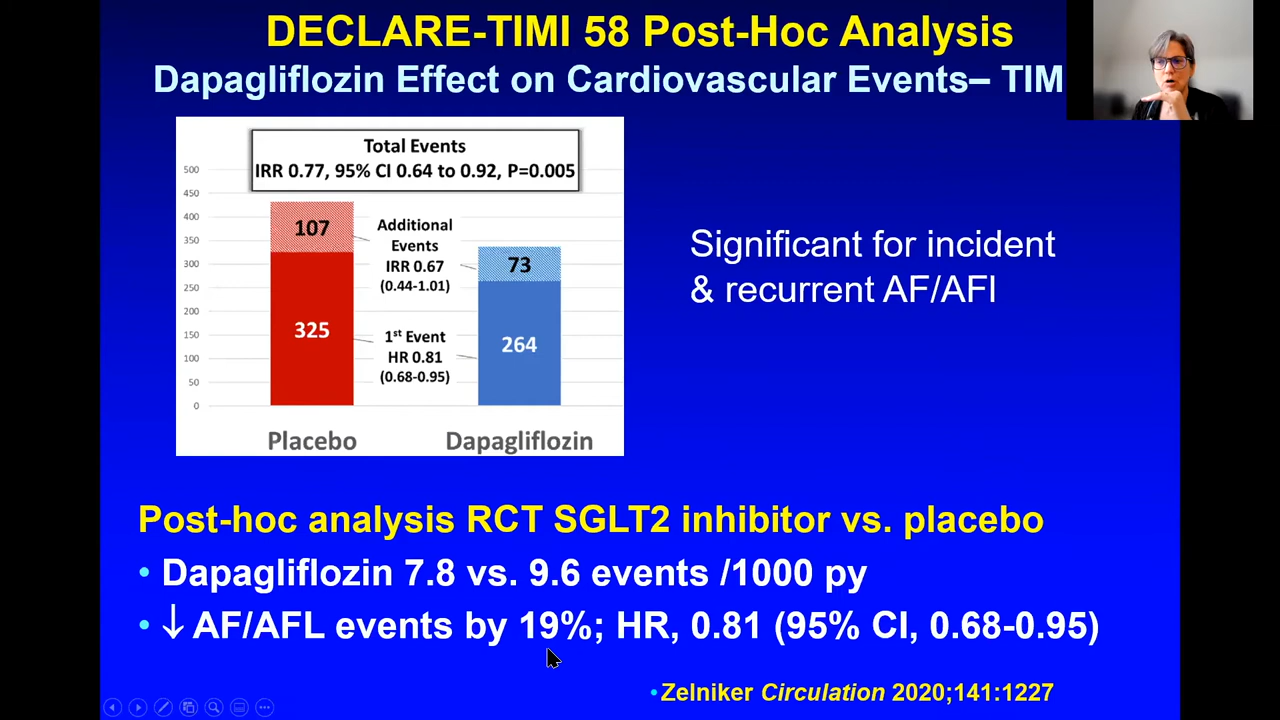 DECLARE-TIMI 58 Post-Hoc Analysis
Dapagliflozin Effect on Cardiovascular Events– TIM
Total Events
IRR 0.77, 95% CI 0.64 to 0.92, P=0.005
500
450
400
350
300
250
200
150
100
50
0
107
325
Additional
Events
IRR 0.67
(0.44-1.01)
1st Event
HR 0.81
(0.68-0.95)
73
264
Placebo
Dapagliflozin
Significant for incident
& recurrent AF/AFl
Post-hoc analysis RCT SGLT2 inhibitor vs. placebo
• Dapagliflozin 7.8 vs. 9.6 events /1000 py
• ↓ AF/AFL events by 19%; HR, 0.81 (95% CI, 0.68-0.95)
•Zelniker Circulation 2020;141:1227